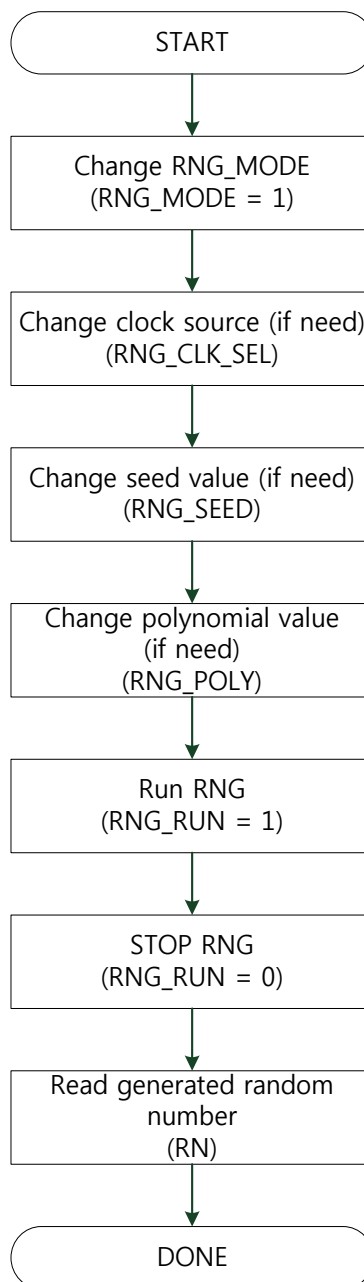 START
Change RNG_MODE
(RNG_MODE = 1)
Change clock source (if need)
(RNG_CLK_SEL)
Change seed value (if need)
(RNG_SEED)
Change polynomial value
(if need)
(RNG_POLY)
Run RNG
(RNG_RUN = 1)
STOP RNG
(RNG_RUN = 0)
Read generated random
number
(RN)
DONE